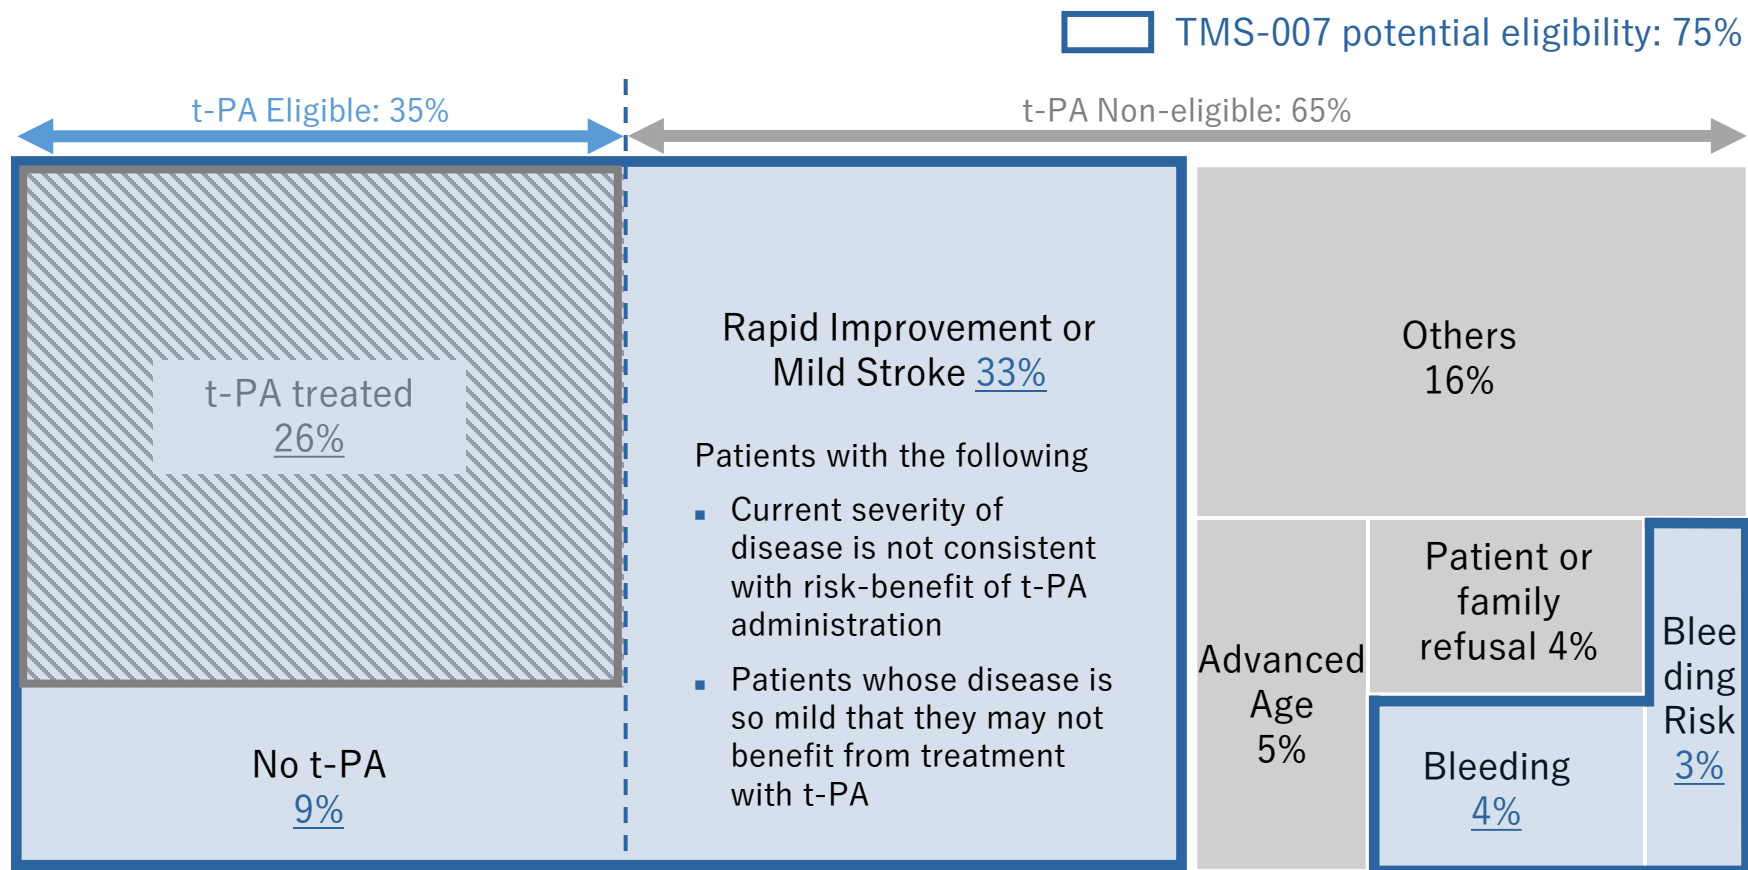 TMS-007 potential eligibility: 75%
t-PA Eligible: 35%
t-PA Non-eligible: 65%
t-PA treated
26%
No t-PA
9%
Rapid Improvement or
Mild Stroke 33%
Patients with the following
▪ Current severity of
disease is not consistent
with risk-benefit of t-PA
administration
▪ Patients whose disease is
so mild that they may not
benefit from treatment
with t-PA
Others
16%
Advanced
Age
5%
Patient or
family
refusal 4%
Bleeding
4%
Blee
ding
Risk
3%